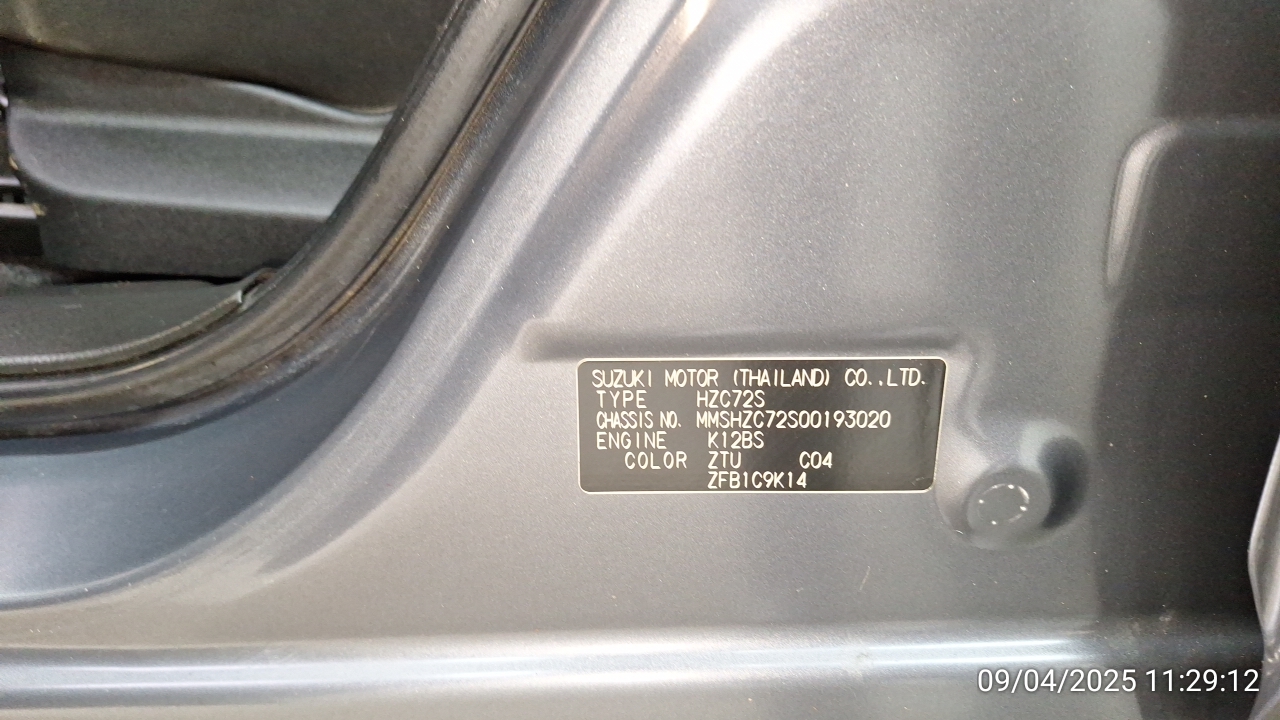 SUZUKI MOTOR (THAILAND) CO.,LTD.
TYPE HZC72S
CHASSIS NO. MMSHZC72S00193020
ENGINE K12BS
COLOR ZTU C04
ZFB1C9K14
09/04/2025 11:29:12